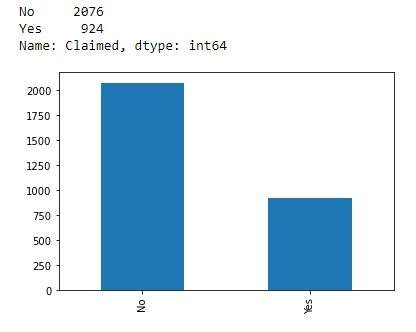 No     2076
Yes     924
Name: Claimed, dtype: int64
2000
1750
1500
1250
1000
750
500
250
0
No
Yes